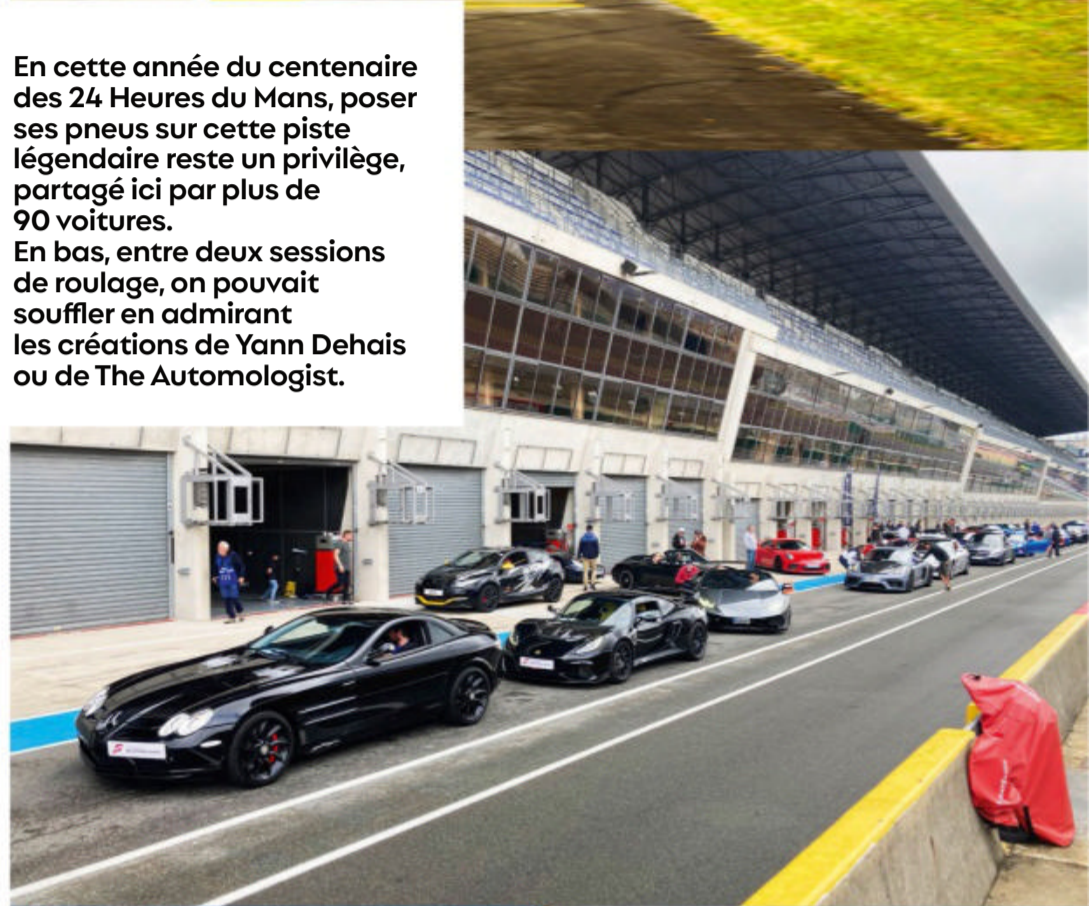 En cette année du centenaire
des 24 Heures du Mans, poser
ses pneus sur cette piste
légendaire reste un privilège,
partagé ici par plus de
90 voitures.
En bas, entre deux sessions
de roulage, on pouvait
souffler en admirant
les créations de Yann Dehais
ou de The Automologist.